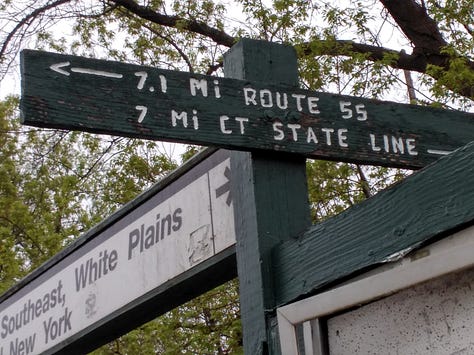 7.1 Mi ROUTE 55
7 Mi CT STATE LINE
Southeast, White Plains
New York